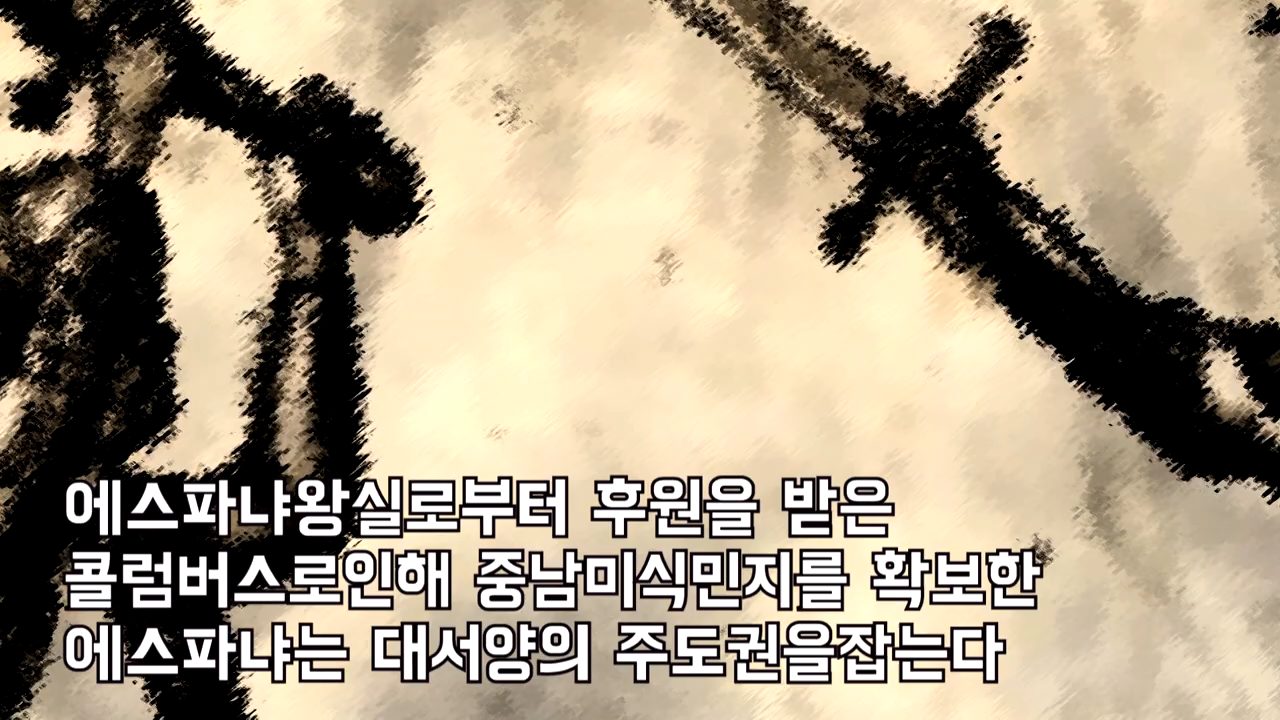 에스파냐왕실로부터 후원을 받은
콜럼버스로인해 중남미식민지를 확보한
에스파냐는 대서양의 주도권을잡는다